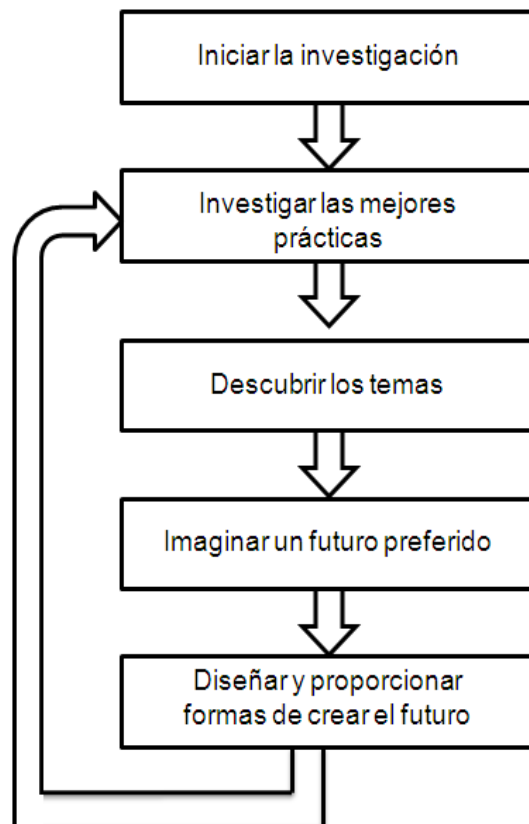 Iniciar la investigación
Investigar las mejores
prácticas
Descubrir los temas
Imaginar un futuro preferido
Diseñar y proporcionar
formas de crear el futuro